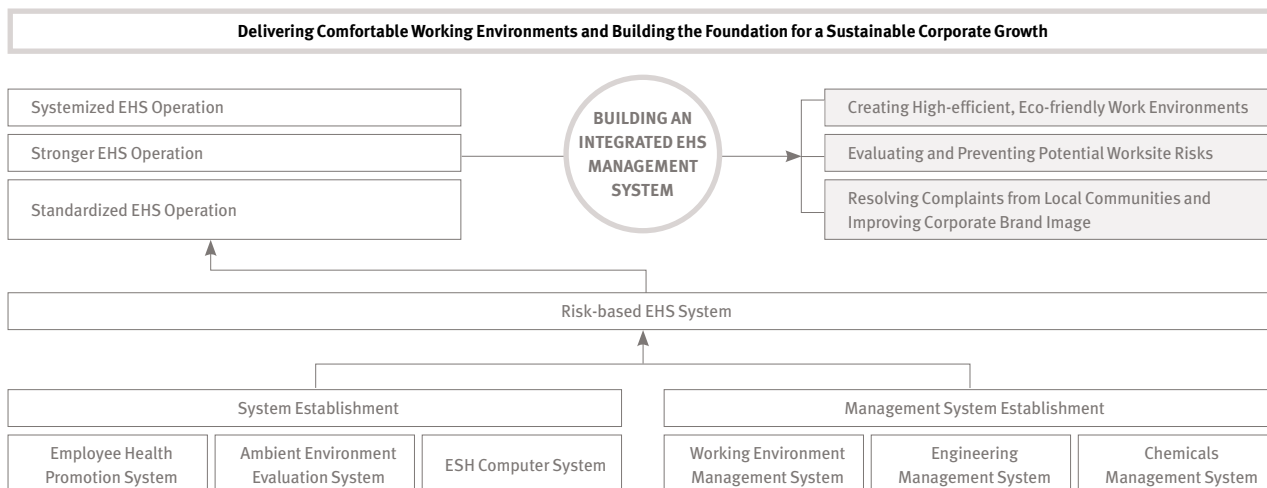 Delivering Comfortable Working Environments and Building the Foundation for a Sustainable Corporate Growth
Systemized EHS Operation
Stronger EHS Operation
Standardized EHS Operation
BUILDING AN
INTEGRATED EHS
MANAGEMENT
SYSTEM
Creating High-efficient, Eco-friendly Work Environments
Evaluating and Preventing Potential Worksite Risks
Resolving Complaints from Local Communities and
Improving Corporate Brand Image
Risk-based EHS System
System Establishment
Management System Establishment
Employee Health
Promotion System
Ambient Environment
Evaluation System
ESH Computer System
Working Environment
Management System
Engineering
Management System
Chemicals
Management System